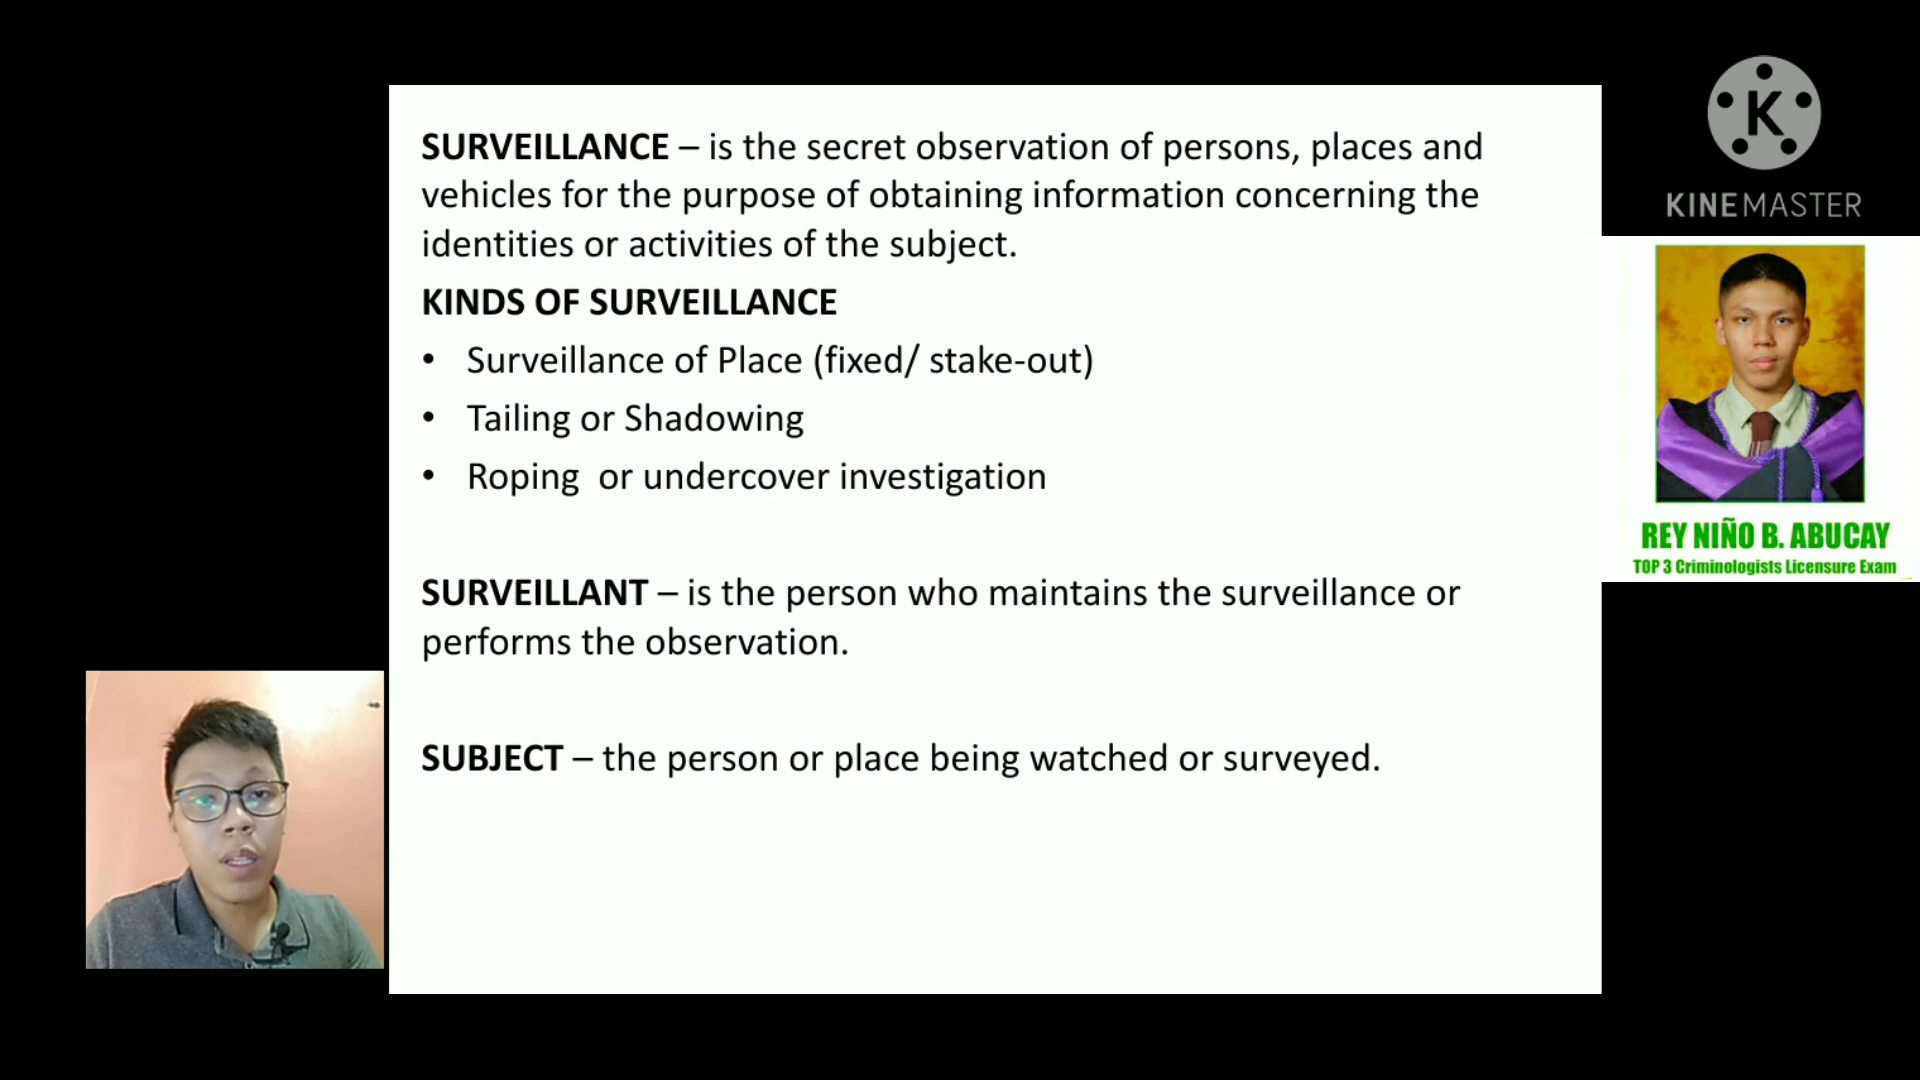 SURVEILLANCE – is the secret observation of persons, places and
vehicles for the purpose of obtaining information concerning the
identities or activities of the subject.
KINDS OF SURVEILLANCE
• Surveillance of Place (fixed/ stake-out)
• Tailing or Shadowing
• Roping  or undercover investigation
SURVEILLANT – is the person who maintains the surveillance or
performs the observation.
SUBJECT – the person or place being watched or surveyed.
K
KINEMASTER
REY NIÑO B. ABUCAY
TOP 3 Criminologists Licensure Exam